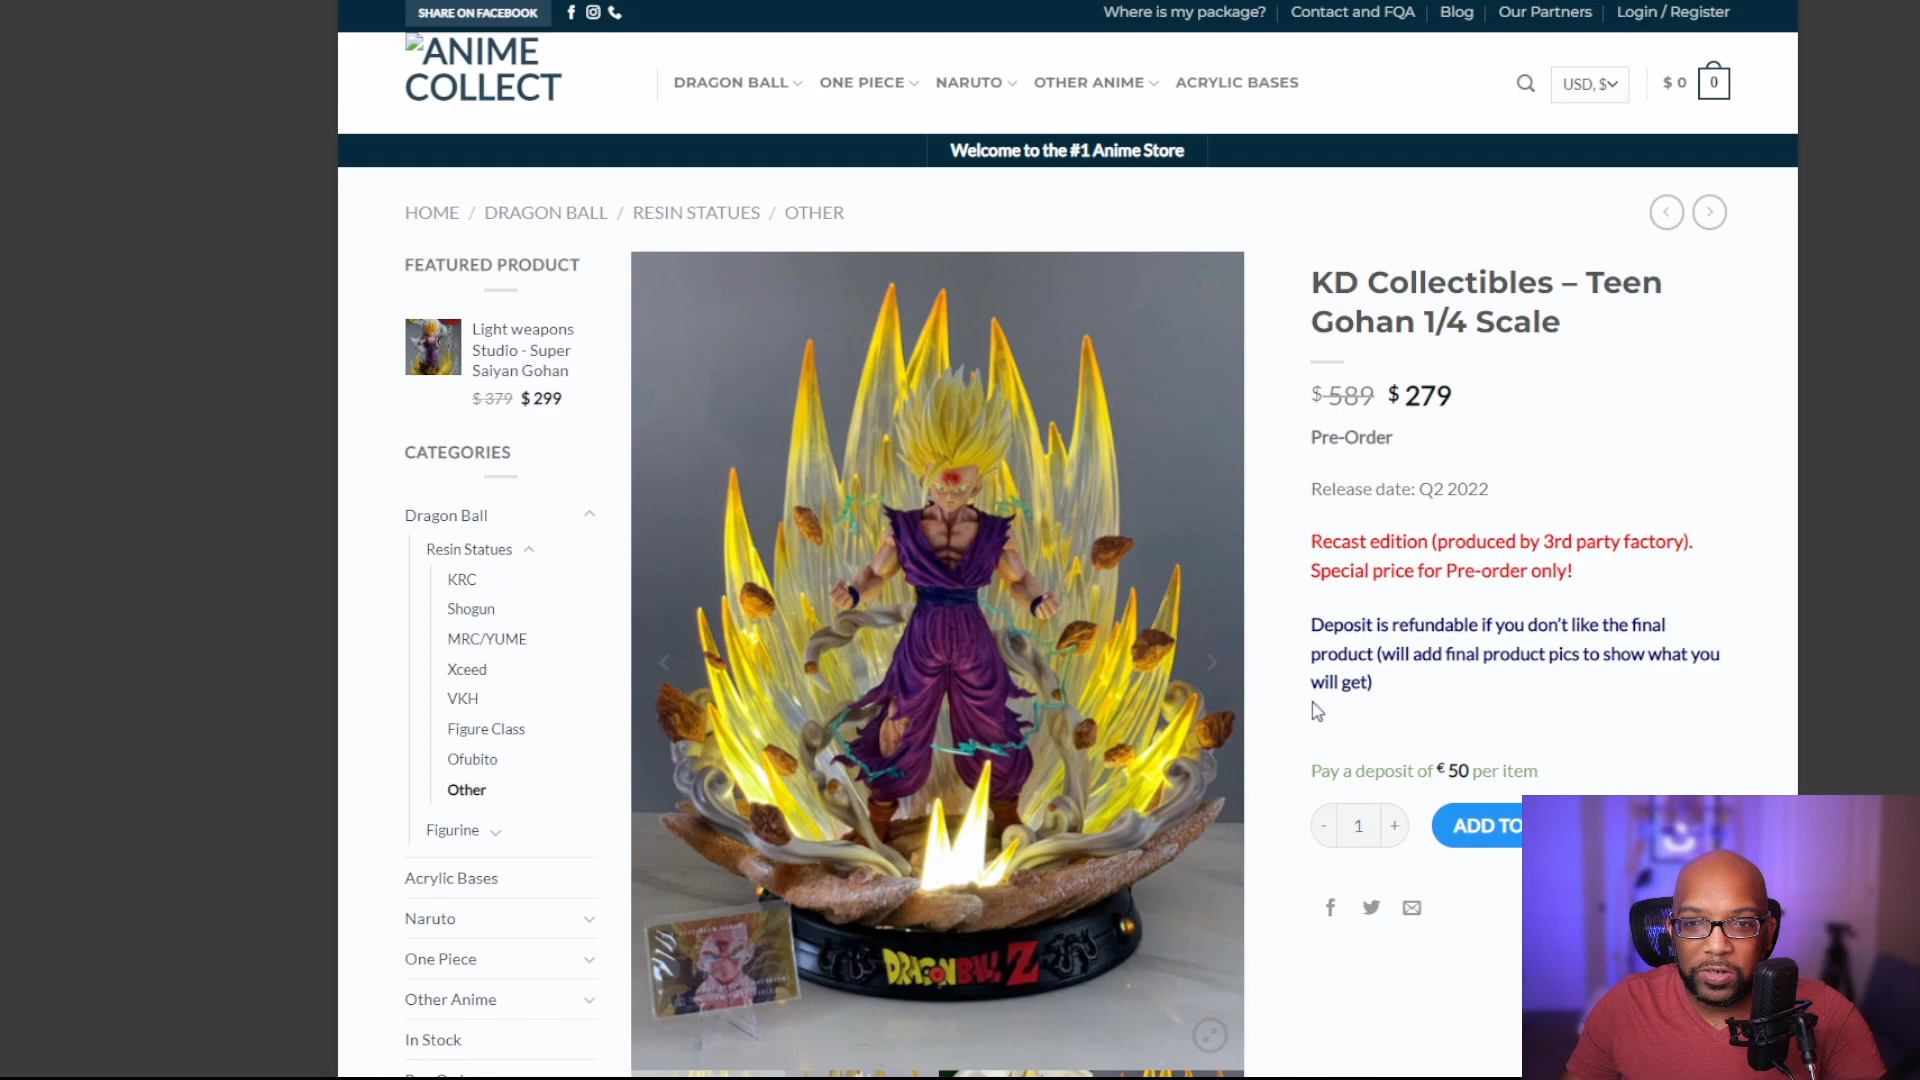 SHARE ON FACEBOOK
Where is my package?
Contact and FQA
Blog
Our Partners
Login / Register
ANIME
COLLECT
DRAGON BALL
ONE PIECE
NARUTO
OTHER ANIME
ACRYLIC BASES
USD, $
$ 0
0
Welcome to the #1 Anime Store
HOME / DRAGON BALL / RESIN STATUES / OTHER
FEATURED PRODUCT
Light weapons
Studio - Super
Saiyan Gohan
$ 379 $ 299
CATEGORIES
Dragon Ball
Resin Statues
KRC
Shogun
MRC/YUME
Xceed
VKH
Figure Class
Ofubito
Other
Figurine
Acrylic Bases
Naruto
One Piece
Other Anime
In Stock
DRAGON BALL Z
KD Collectibles – Teen
Gohan 1/4 Scale
$ 589 $ 279
Pre-Order
Release date: Q2 2022
Recast edition (produced by 3rd party factory).
Special price for Pre-order only!
Deposit is refundable if you don't like the final
product (will add final product pics to show what you
will get)
Pay a deposit of € 50 per item
- 1 +
ADD TO